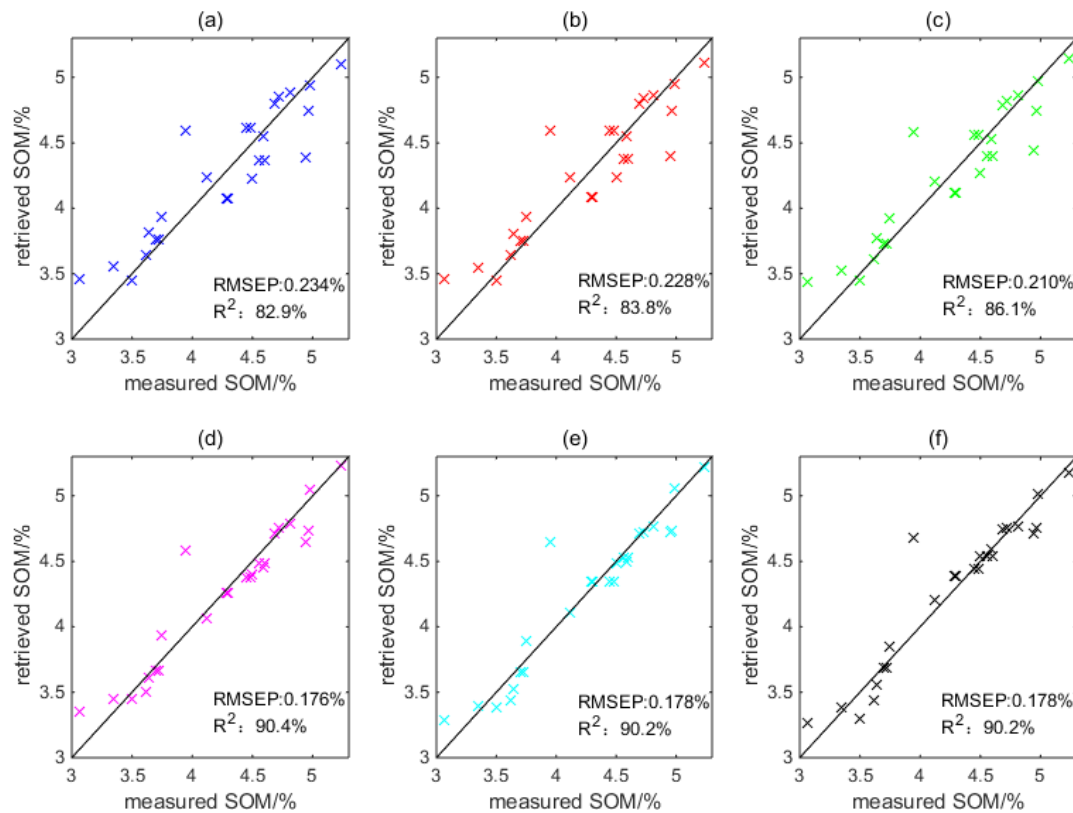 (a)
5
4.5
4
3.5
3
retrieved SOM/%
RMSEP:0.234%
R²：82.9%
3 3.5 4 4.5 5
measured SOM/%
(b)
5
4.5
4
3.5
3
retrieved SOM/%
RMSEP:0.228%
R²：83.8%
3 3.5 4 4.5 5
measured SOM/%
(c)
5
4.5
4
3.5
3
retrieved SOM/%
RMSEP:0.210%
R²：86.1%
3 3.5 4 4.5 5
measured SOM/%
(d)
5
4.5
4
3.5
3
retrieved SOM/%
RMSEP:0.176%
R²：90.4%
3 3.5 4 4.5 5
measured SOM/%
(e)
5
4.5
4
3.5
3
retrieved SOM/%
RMSEP:0.178%
R²：90.2%
3 3.5 4 4.5 5
measured SOM/%
(f)
5
4.5
4
3.5
3
retrieved SOM/%
RMSEP:0.178%
R²：90.2%
3 3.5 4 4.5 5
measured SOM/%